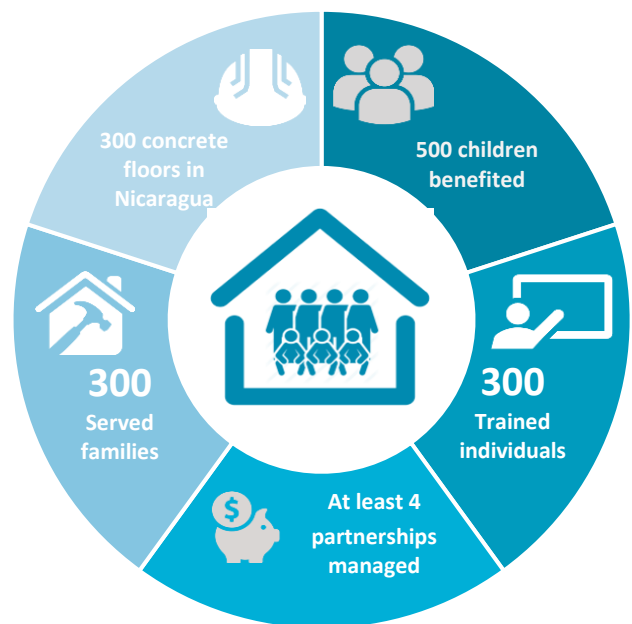 300 concrete
floors in
Nicaragua
500 children
benefited
300
Served
families
300
Trained
individuals
$
At least 4
partnerships
managed